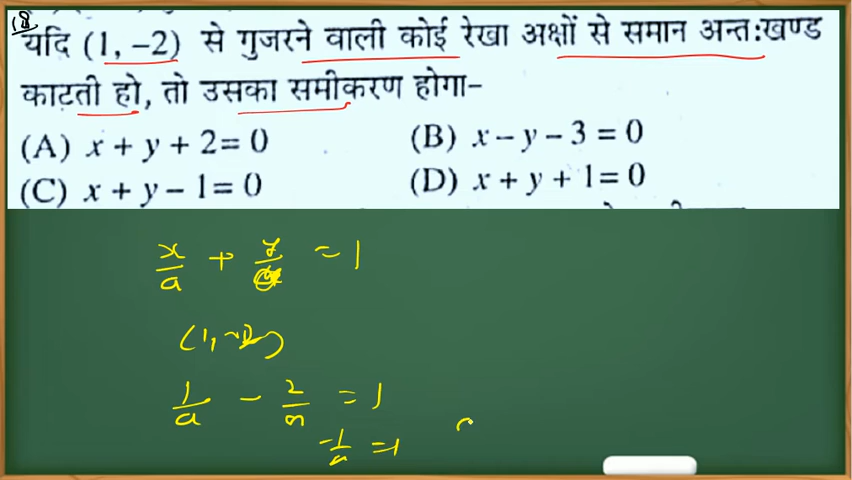 18
यदि (1, –2) से गुजरने वाली कोई रेखा अक्षों से समान अन्त:खण्ड
काटती हो, तो उसका समीकरण होगा–
(A) x + y + 2= 0 (B) x – y – 3 = 0
(C) x + y – 1= 0 (D) x + y + 1= 0
x/a + y/a = 1
(1, -2)
1/a - 2/a = 1
-1/a = 1